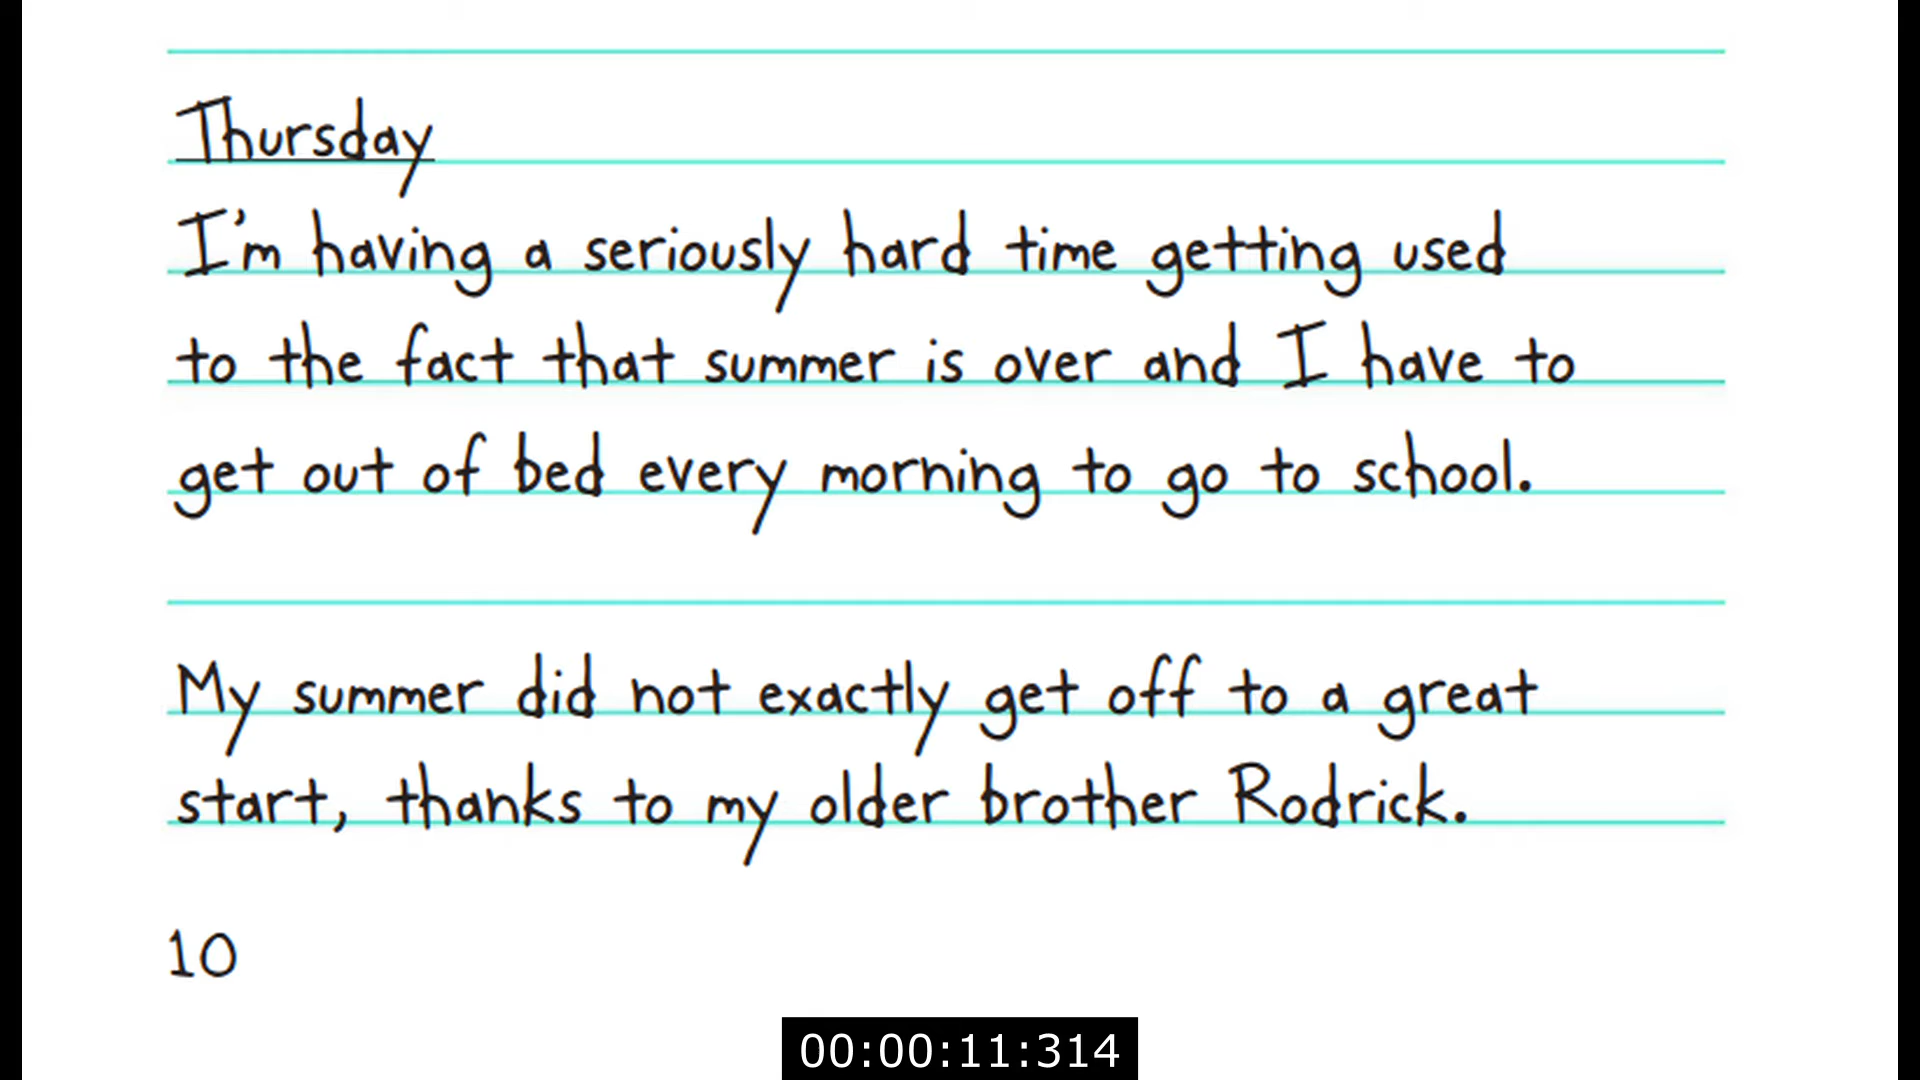 Thursday
I'm having a seriously hard time getting used
to the fact that summer is over and I have to
get out of bed every morning to go to school.
My summer did not exactly get off to a great
start, thanks to my older brother Rodrick.
10
00:00:11:314